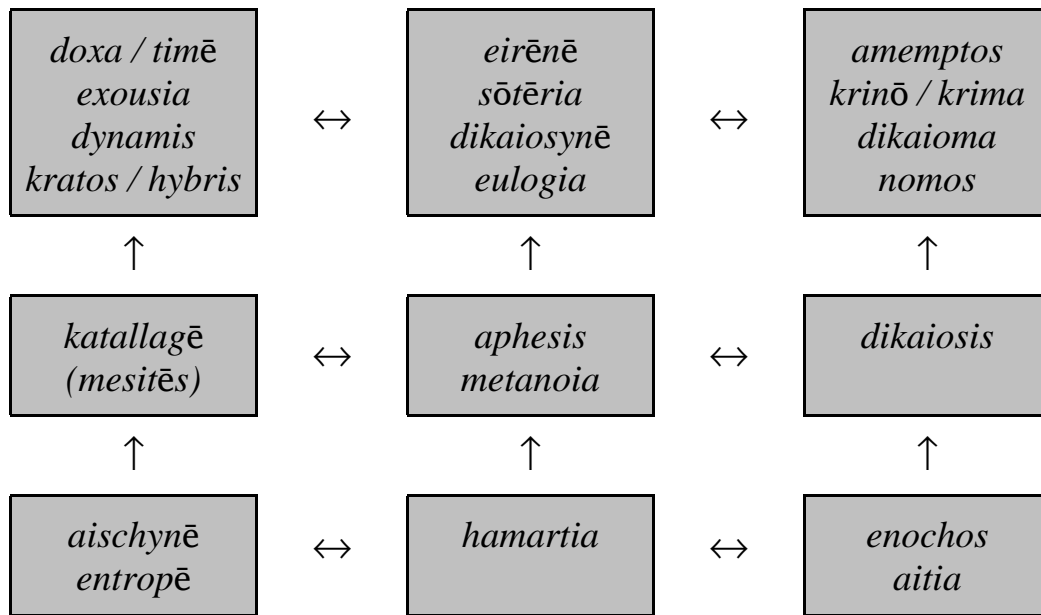 doxa / timē
exousia
dynamis
kratos / hybris
↔
eirēnē
sōtēria
dikaiosynē
eulogia
↔
amemptos
krinō / krima
dikaioma
nomos
↑
↑
↑
katallagē
(mesitēs)
↔
aphesis
metanoia
↔
dikaiosis
↑
↑
↑
aischynē
entropē
↔
hamartia
↔
enochos
aitia